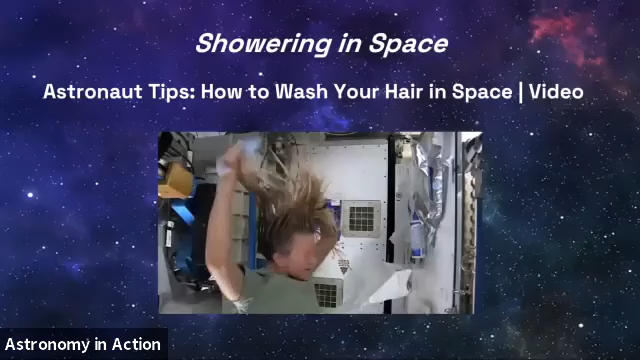 Showering in Space
Astronaut Tips: How to Wash Your Hair in Space | Video
Astronomy in Action